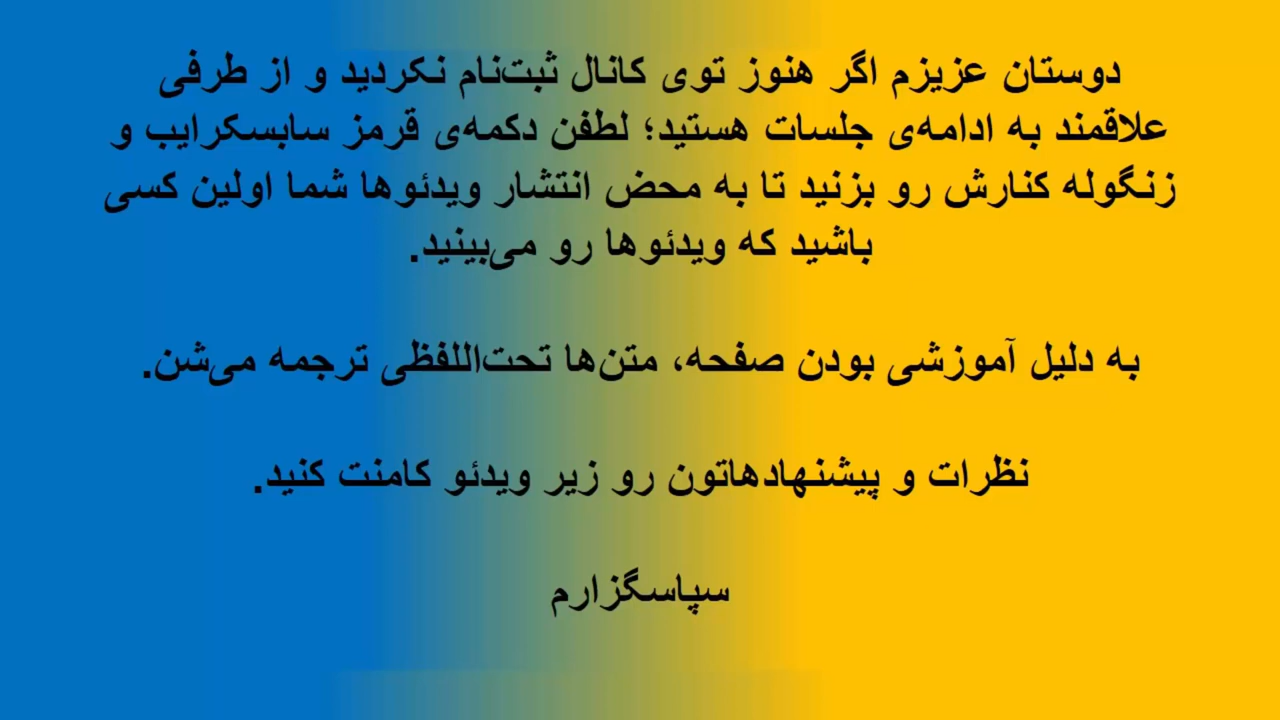 دوستان عزیزم اگر هنوز توی کانال ثبت‌نام نکردید و از طرفی
علاقمند به ادامه‌ی جلسات هستید؛ لطفن دکمه‌ی قرمز سابسکرایب و
زنگوله کنارش رو بزنید تا به محض انتشار ویدئوها شما اولین کسی
باشید که ویدئوها رو می‌بینید.
به دلیل آموزشی بودن صفحه، متن‌ها تحت‌اللفظی ترجمه می‌شن.
نظرات و پیشنهادهاتون رو زیر ویدئو کامنت کنید.
سپاسگزارم